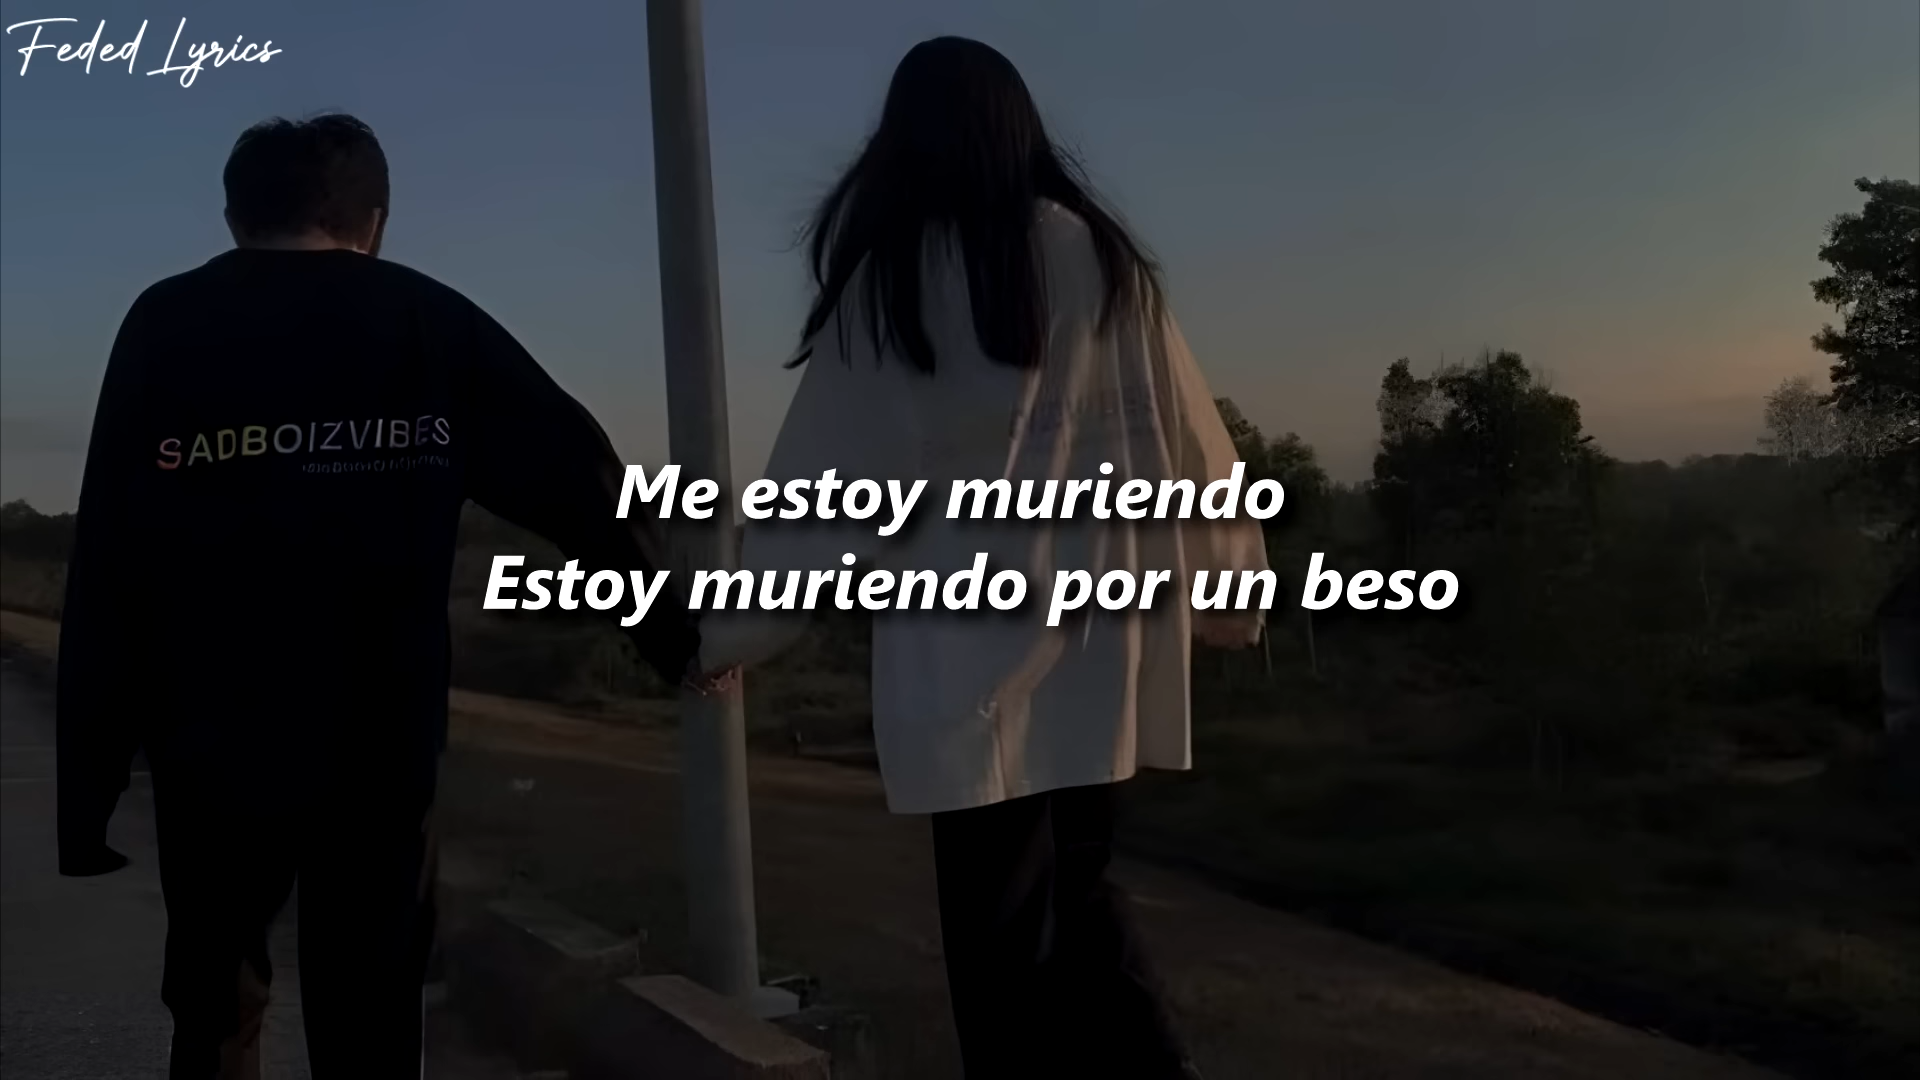 Feded Lyrics
SADBOIZVIBES
Me estoy muriendo
Estoy muriendo por un beso